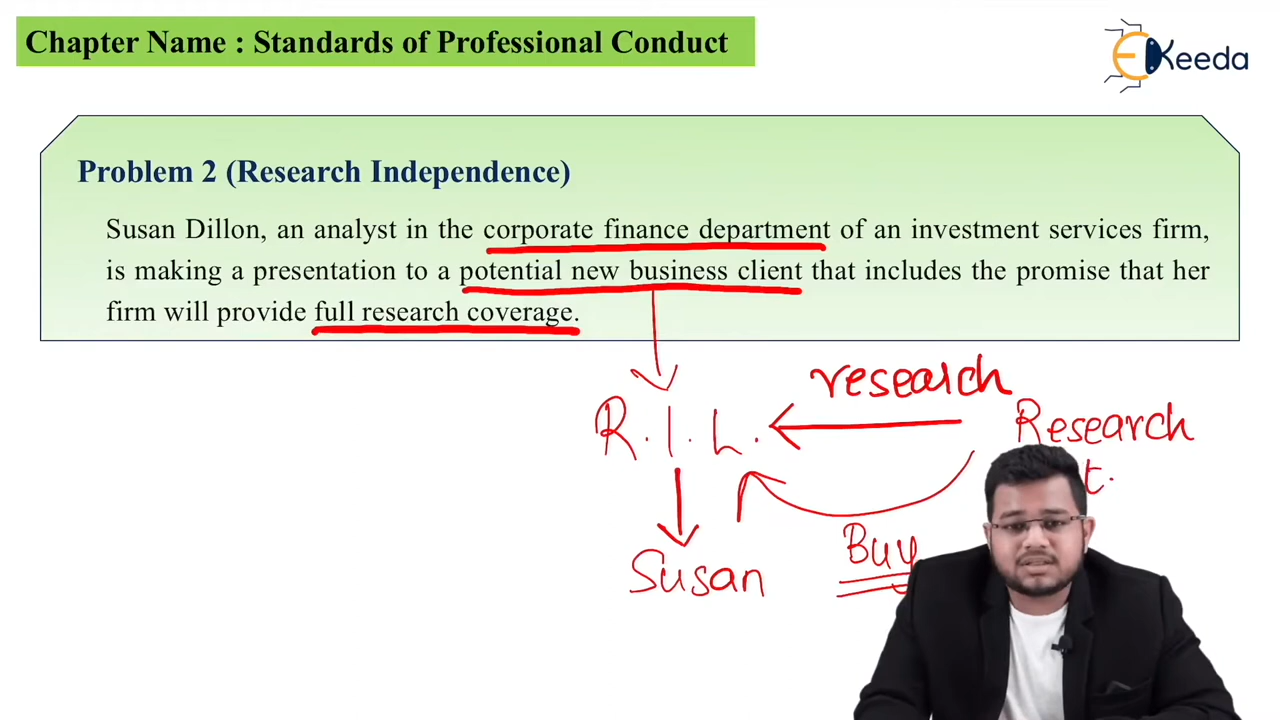 Chapter Name : Standards of Professional Conduct
EKeeda
Problem 2 (Research Independence)
Susan Dillon, an analyst in the corporate finance department of an investment services firm,
is making a presentation to a potential new business client that includes the promise that her
firm will provide full research coverage.
research
R.I.L.
Research
t.
Buy
Susan